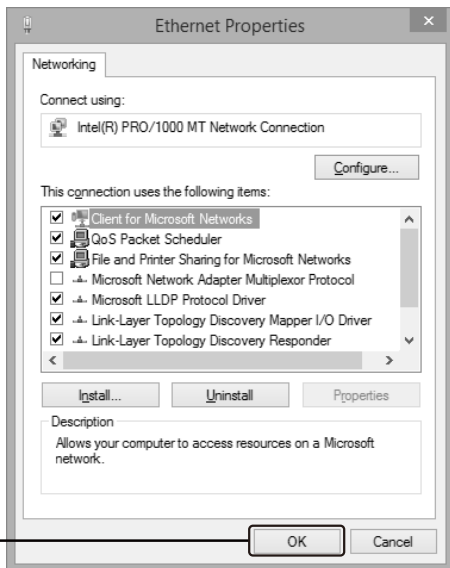 Ethernet Properties
Networking
Connect using:
Intel(R) PRO/1000 MT Network Connection
Configure...
This connection uses the following items:
Client for Microsoft Networks
QoS Packet Scheduler
File and Printer Sharing for Microsoft Networks
Microsoft Network Adapter Multiplexor Protocol
Microsoft LLDP Protocol Driver
Link-Layer Topology Discovery Mapper I/O Driver
Link-Layer Topology Discovery Responder
Install... Uninstall Properties
Description
Allows your computer to access resources on a Microsoft
network.
OK Cancel